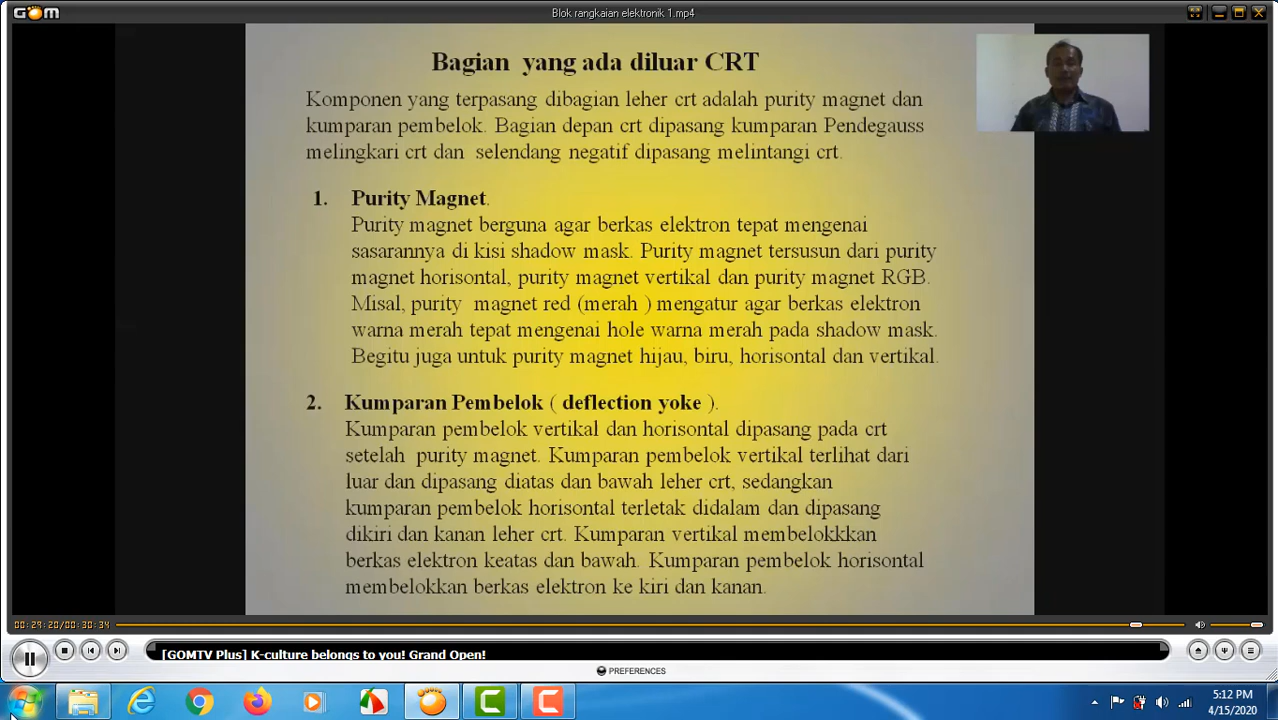 GOM
Blok rangkaian elektronik 1.mp4
Bagian yang ada diluar CRT
Komponen yang terpasang dibagian leher crt adalah purity magnet dan
kumparan pembelok. Bagian depan crt dipasang kumparan Pendegauss
melingkari crt dan selendang negatif dipasang melintangi crt.
1. Purity Magnet.
Purity magnet berguna agar berkas elektron tepat mengenai
sasarannya di kisi shadow mask. Purity magnet tersusun dari purity
magnet horisontal, purity magnet vertikal dan purity magnet RGB.
Misal, purity magnet red (merah ) mengatur agar berkas elektron
warna merah tepat mengenai hole warna merah pada shadow mask.
Begitu juga untuk purity magnet hijau, biru, horisontal dan vertikal.
2. Kumparan Pembelok ( deflection yoke ).
Kumparan pembelok vertikal dan horisontal dipasang pada crt
setelah purity magnet. Kumparan pembelok vertikal terlihat dari
luar dan dipasang diatas dan bawah leher crt, sedangkan
kumparan pembelok horisontal terletak didalam dan dipasang
dikiri dan kanan leher crt. Kumparan vertikal membelokkkan
berkas elektron keatas dan bawah. Kumparan pembelok horisontal
membelokkan berkas elektron ke kiri dan kanan.
00:29:20/00:30:34
[GOMTV Plus] K-culture belongs to you! Grand Open!
PREFERENCES
5:12 PM
4/15/2020